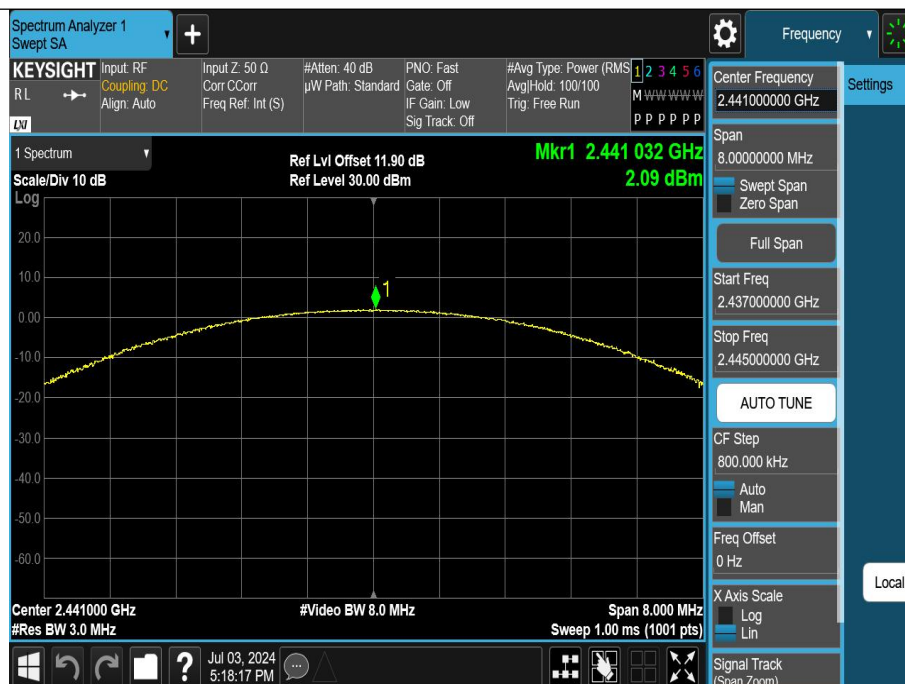 Spectrum Analyzer 1
Swept SA
+
Frequency
KEYSIGHT
RL
LXI
Input: RF
Coupling: DC
Align: Auto
Input Z: 50 Ω
Corr CCorr
Freq Ref: Int (S)
#Atten: 40 dB
µW Path: Standard
PNO: Fast
Gate: Off
IF Gain: Low
Sig Track: Off
#Avg Type: Power (RMS
Avg|Hold: 100/100
Trig: Free Run
1 2 3 4 5 6
M W W W W W
P P P P P P
1 Spectrum
Scale/Div 10 dB
Log
Ref Lvl Offset 11.90 dB
Ref Level 30.00 dBm
Mkr1 2.441 032 GHz
2.09 dBm
20.0
10.0
0.00
-10.0
-20.0
-30.0
-40.0
-50.0
-60.0
1
Center 2.441000 GHz
#Res BW 3.0 MHz
#Video BW 8.0 MHz
Span 8.000 MHz
Sweep 1.00 ms (1001 pts)
?
Jul 03, 2024
5:18:17 PM
Center Frequency
2.441000000 GHz
Span
8.00000000 MHz
Swept Span
Zero Span
Full Span
Start Freq
2.437000000 GHz
Stop Freq
2.445000000 GHz
AUTO TUNE
CF Step
800.000 kHz
Auto
Man
Freq Offset
0 Hz
X Axis Scale
Log
Lin
Signal Track
(Span Zoom)
Settings
Local